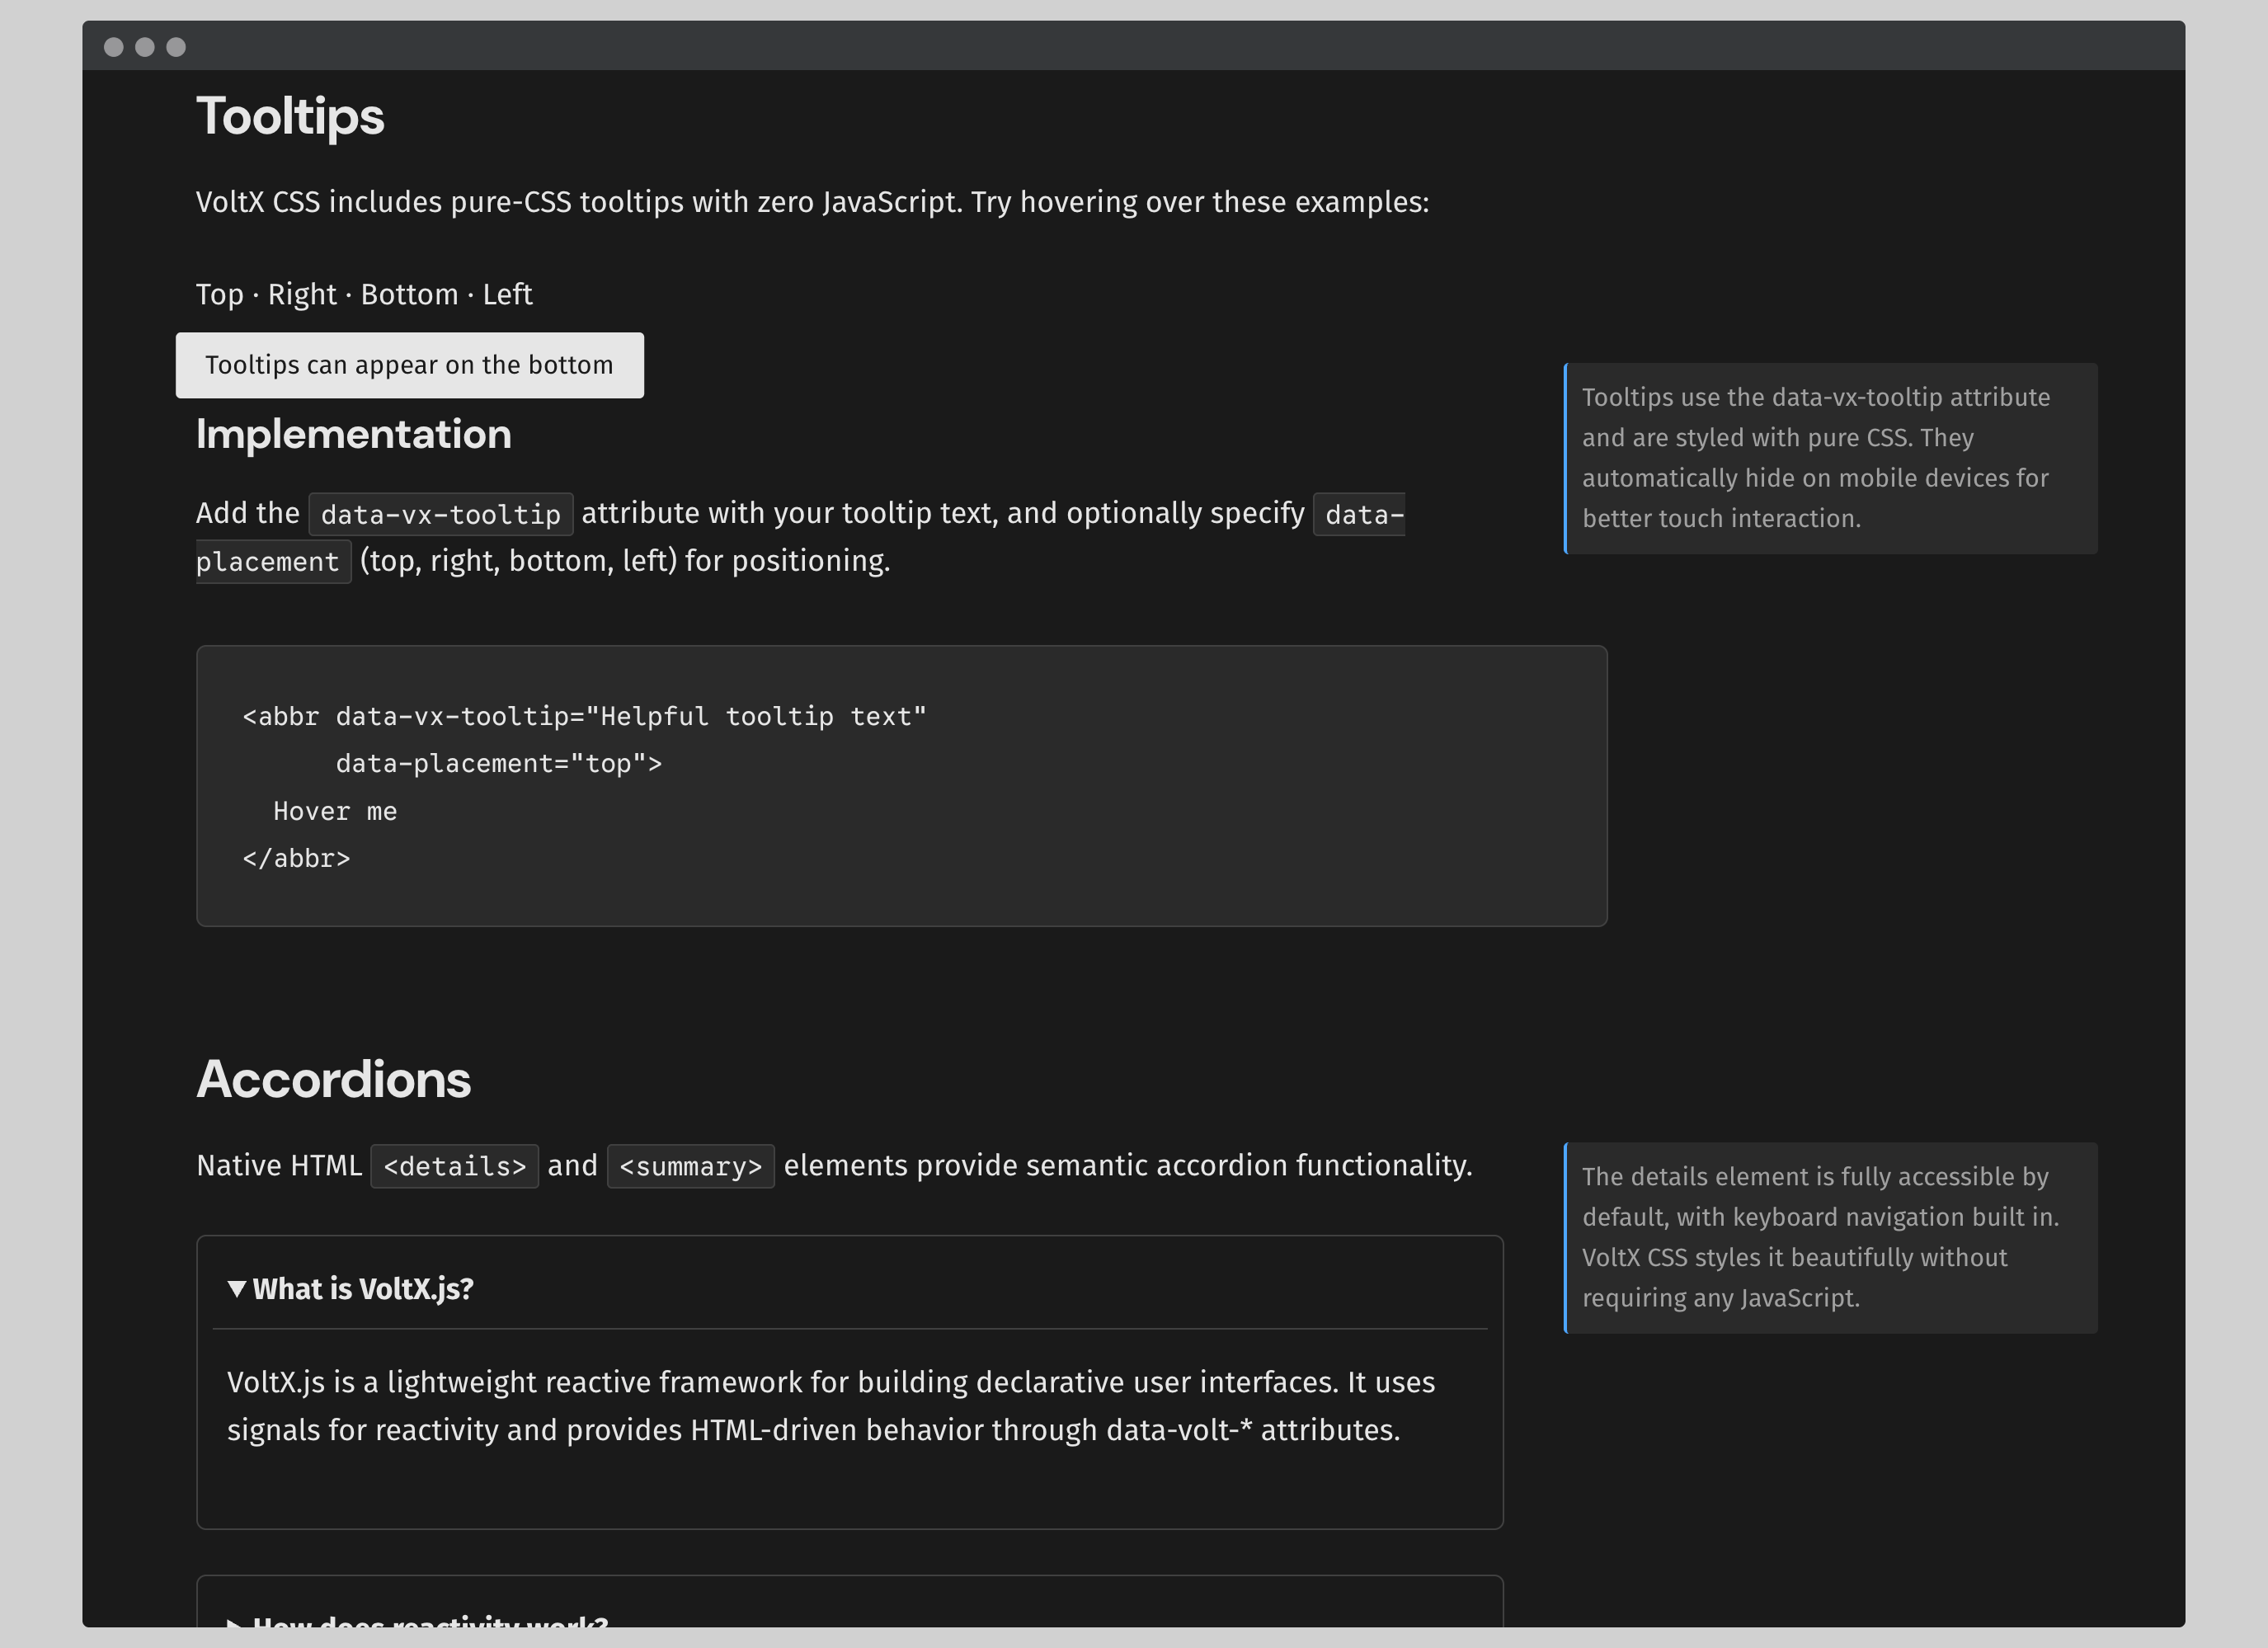 Tooltips
VoltX CSS includes pure-CSS tooltips with zero JavaScript. Try hovering over these examples:
Top · Right · Bottom · Left
Tooltips can appear on the bottom
Implementation
Add the data-vx-tooltip attribute with your tooltip text, and optionally specify data-
placement (top, right, bottom, left) for positioning.
Tooltips use the data-vx-tooltip attribute
and are styled with pure CSS. They
automatically hide on mobile devices for
better touch interaction.
<abbr data-vx-tooltip="Helpful tooltip text"
      data-placement="top">
  Hover me
</abbr>
Accordions
Native HTML <details> and <summary> elements provide semantic accordion functionality.
The details element is fully accessible by
default, with keyboard navigation built in.
VoltX CSS styles it beautifully without
requiring any JavaScript.
▼ What is VoltX.js?
VoltX.js is a lightweight reactive framework for building declarative user interfaces. It uses
signals for reactivity and provides HTML-driven behavior through data-volt-* attributes.
▶ How does reactivity work?